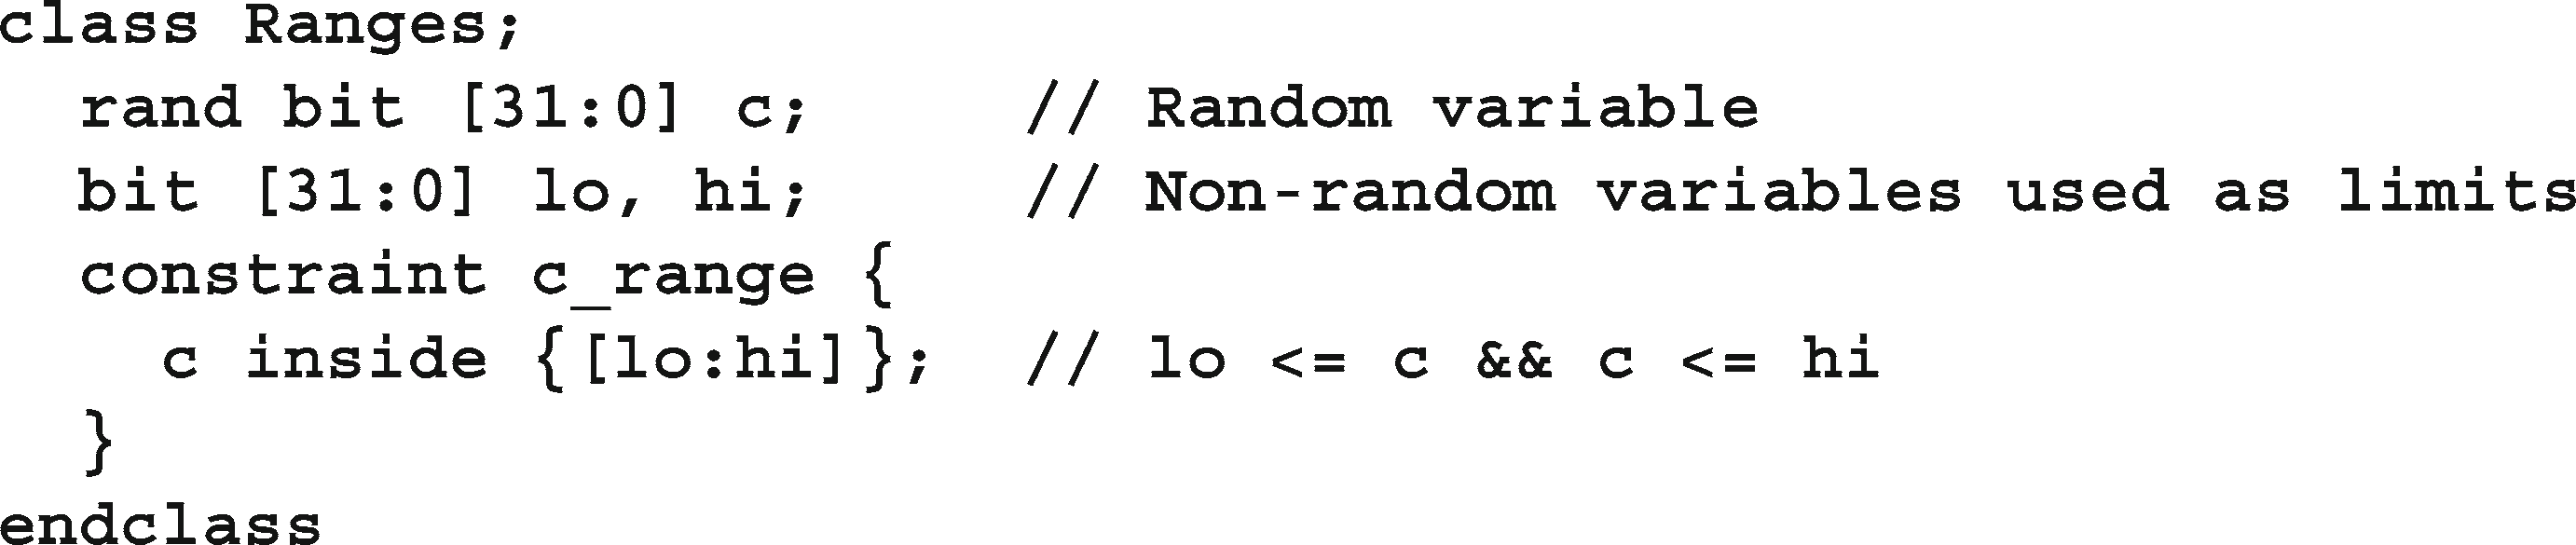 class Ranges;
  rand bit [31:0] c;     // Random variable
  bit [31:0] lo, hi;     // Non-random variables used as limits
  constraint c_range {
    c inside {[lo:hi]};  // lo <= c && c <= hi
  }
endclass